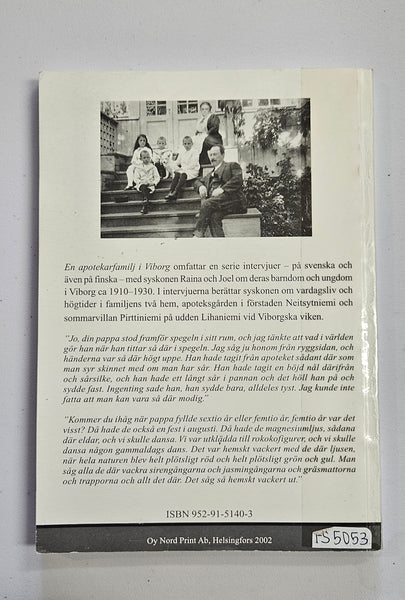 En apotekarfamilj i Viborg omfattar en serie intervjuer – på svenska och
även på finska – med syskonen Raina och Joel om deras barndom och ungdom
i Viborg ca 1910–1930. I intervjuerna berättar syskonen om vardagsliv och
högtider i familjens två hem, apoteksgården i förstaden Neitsytniemi och
sommarvillan Pirttiniemi på udden Lihaniemi vid Viborgska viken.
"Jo, din pappa stod framför spegeln i sitt rum, och jag tänkte att vad i världen
gör han när han tittar så där i spegeln. Jag såg ju honom från ryggsidan, och
händerna var så där högt uppe. Han hade tagit från apoteket sådant där som
man syr skinnet med om man har sår. Han hade tagit en böjd nål därifrån
och sårsilke, och han hade ett långt sår i pannan och det höll han på och
sydde fast. Ingenting sade han, han sydde bara, alldeles tyst. Jag kunde inte
fatta att man kan vara så där modig."
"Kommer du ihåg när pappa fyllde sextio år eller femtio år, femtio år var det
visst? Då hade de också en fest i augusti. Då hade de magnesiumljus, sådana
där eldar, och vi skulle dansa. Vi var utklädda till rokokofigurer, och vi skulle
dansa någon gammaldags dans. Det var hemskt vackert med de där ljusen,
när hela naturen blev helt plötsligt röd och helt plötsligt grön och gul. Man
såg alla de där vackra sirengångarna och jasmingångarna och gräsmattorna
och trapporna och allt det där. Det såg så hemskt vackert ut."
ISBN 952-91-5140-3
Oy Nord Print Ab, Helsingfors 2002
FS 5053